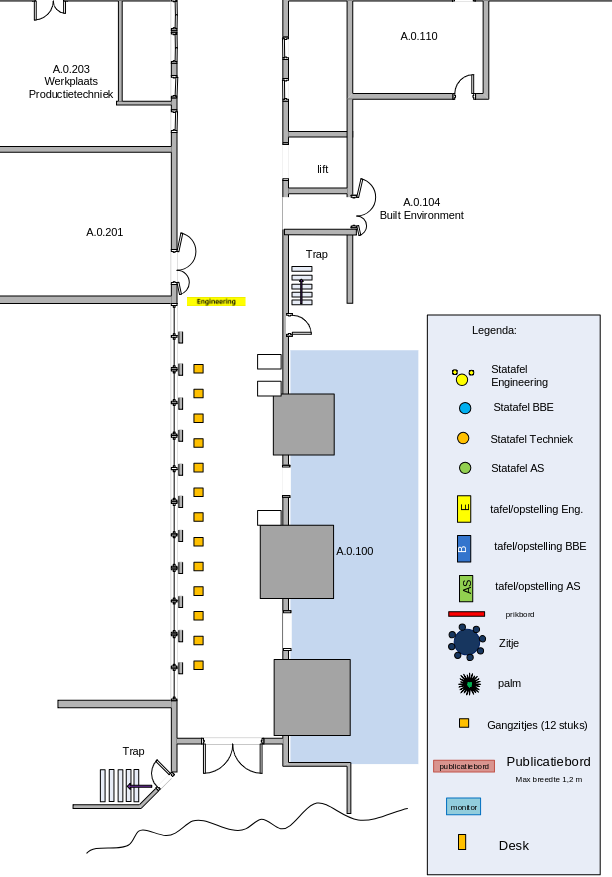 A.0.110
A.0.203
Werkplaats
Productietechniek
lift
A.0.104
Built Environment
A.0.201
Trap
Engineering
A.0.100
Trap
Legenda:
Statafel
Engineering
Statafel BBE
Statafel Techniek
Statafel AS
E
tafel/opstelling Eng.
B
tafel/opstelling BBE
AS
tafel/opstelling AS
prikbord
Zitje
palm
Gangzitjes (12 stuks)
publicatiebord
Publicatiebord
Max breedte 1,2 m
monitor
Desk